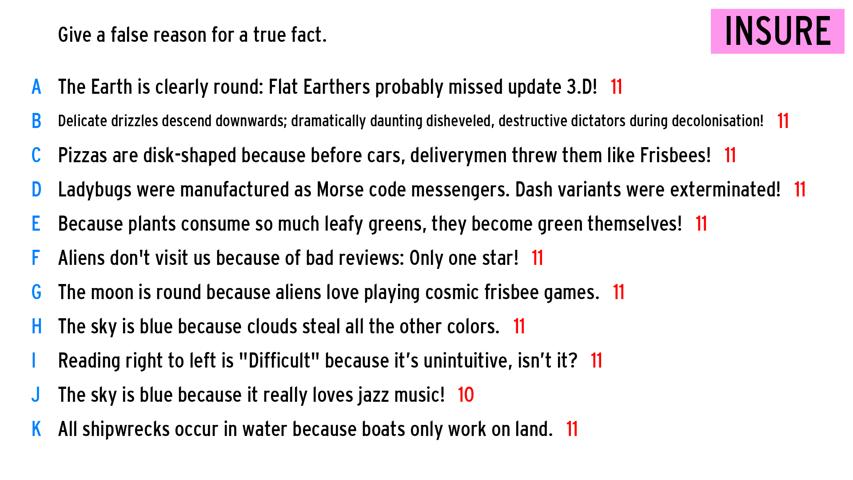 Give a false reason for a true fact.
INSURE
A The Earth is clearly round: Flat Earthers probably missed update 3.D! 11
B Delicate drizzles descend downwards; dramatically daunting disheveled, destructive dictators during decolonisation! 11
C Pizzas are disk-shaped because before cars, deliverymen threw them like Frisbees! 11
D Ladybugs were manufactured as Morse code messengers. Dash variants were exterminated! 11
E Because plants consume so much leafy greens, they become green themselves! 11
F Aliens don't visit us because of bad reviews: Only one star! 11
G The moon is round because aliens love playing cosmic frisbee games. 11
H The sky is blue because clouds steal all the other colors. 11
I Reading right to left is "Difficult" because it’s unintuitive, isn’t it? 11
J The sky is blue because it really loves jazz music! 10
K All shipwrecks occur in water because boats only work on land. 11